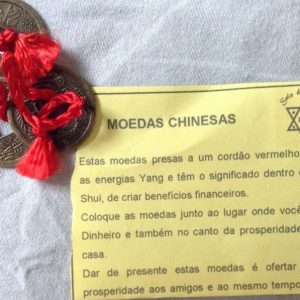 MOEDAS CHINESAS
Estas moedas presas a um cordão vermelho
as energias Yang e têm o significado dentro
Shui, de criar benefícios financeiros.
Coloque as moedas junto ao lugar onde você
Dinheiro e também no canto da prosperidade
casa.
Dar de presente estas moedas é ofertar
prosperidade aos amigos e ao mesmo tempo